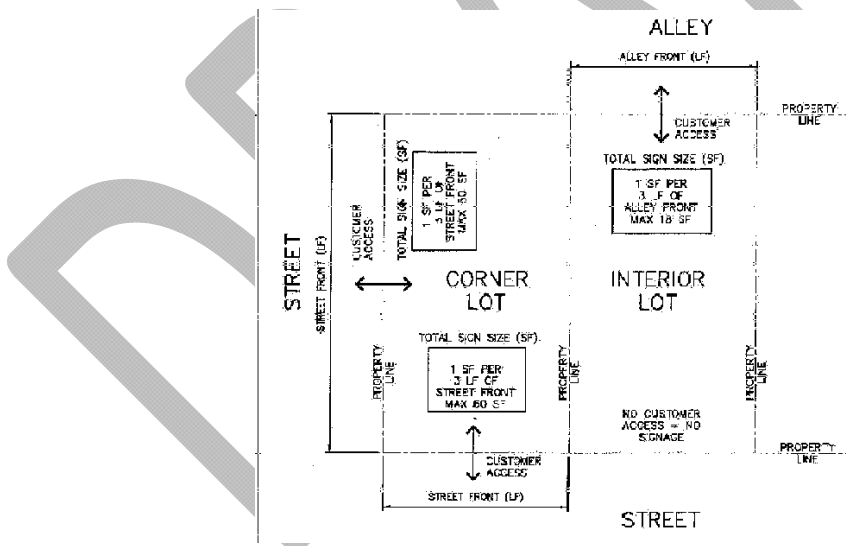 ALLEY
ALLEY FRONT (LF)
PROPERTY
LINE
CUSTOMER
ACCESS
TOTAL SIGN SIZE (SF)
1 SF PER
3 LF OF
ALLEY FRONT
MAX 18 SF
TOTAL SIGN SIZE (SF)
1 SF PER
3 LF OF
STREET FRONT
MAX 60 SF
CUSTOMER
ACCESS
STREET
STREET FRONT (LF)
CORNER
LOT
INTERIOR
LOT
TOTAL SIGN SIZE (SF)
1 SF PER
3 LF OF
STREET FRONT
MAX 60 SF
PROPERTY
LINE
PROPERTY
LINE
PROPERTY
LINE
NO CUSTOMER
ACCESS = NO
SIGNAGE
PROPERTY
LINE
CUSTOMER
ACCESS
STREET FRONT (LF)
STREET